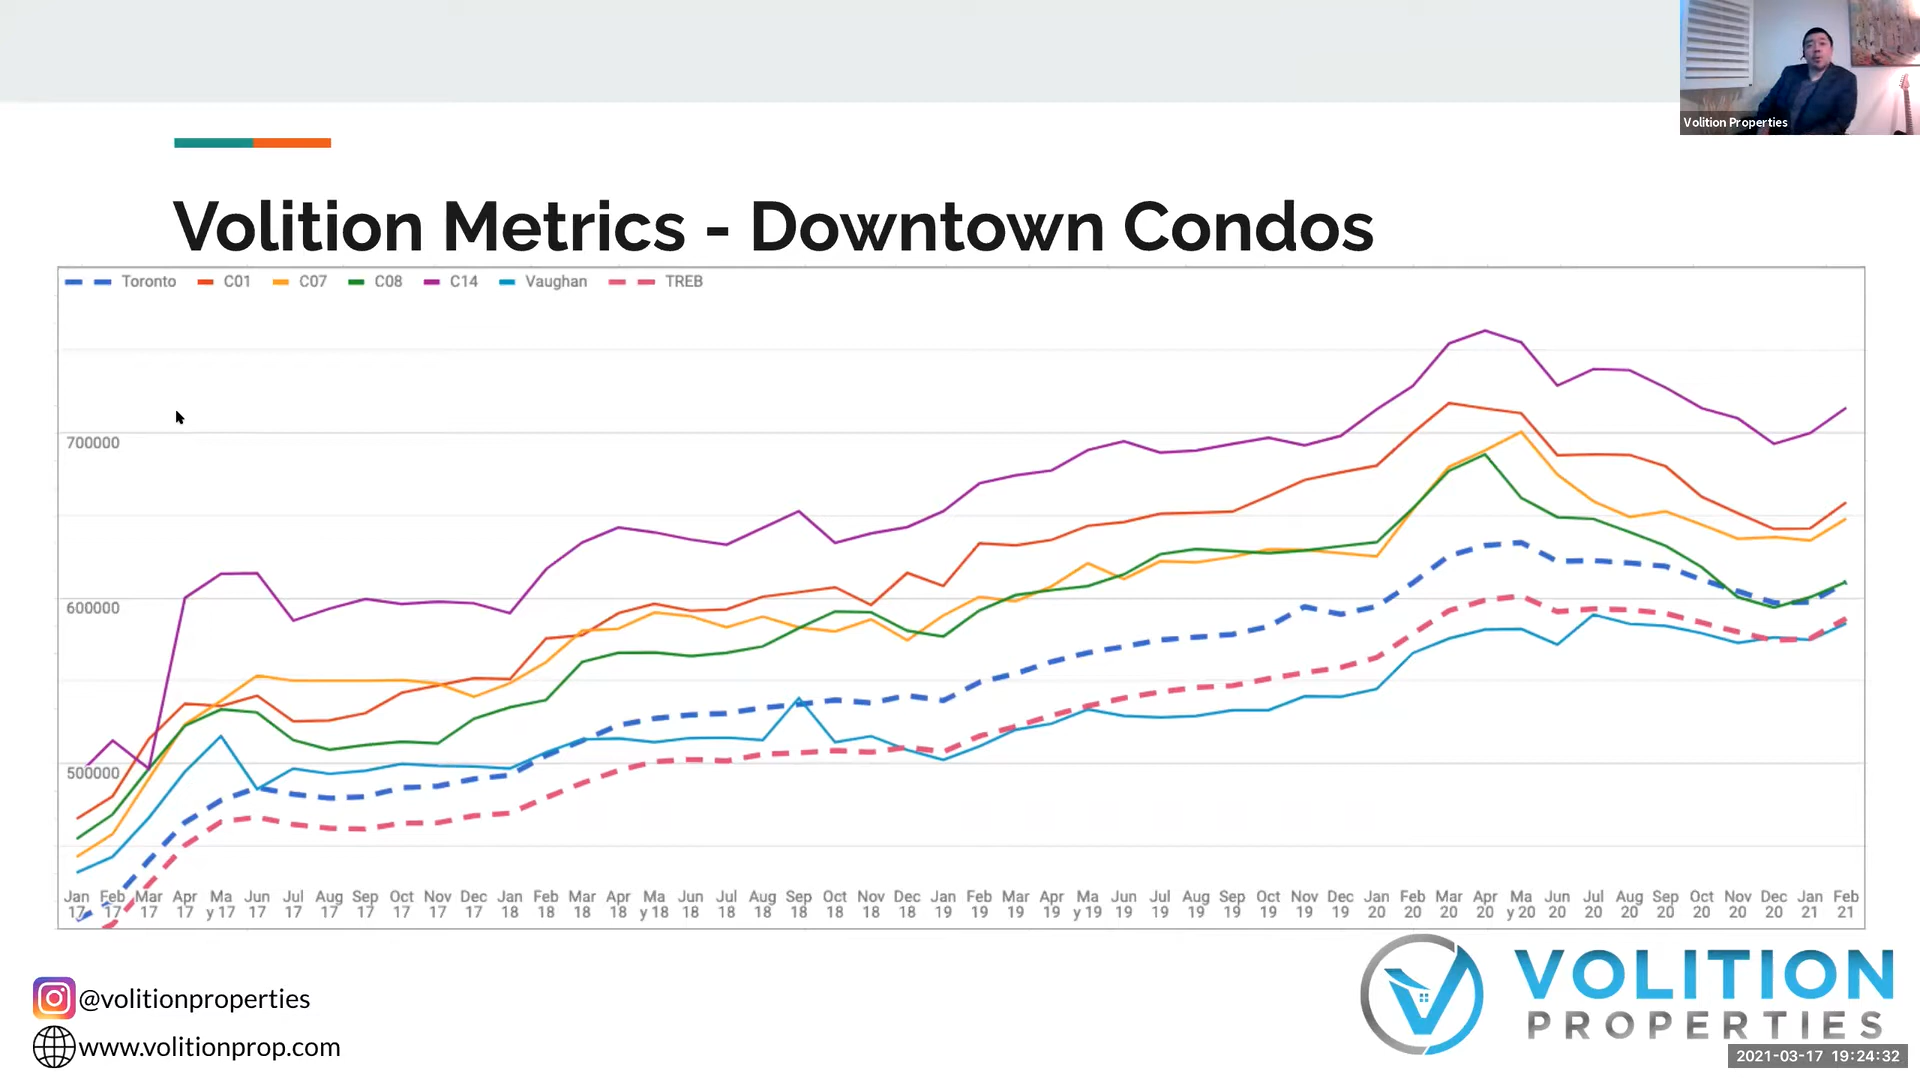 Volition Properties
Volition Metrics - Downtown Condos
Toronto C01 C07 C08 C14 Vaughan TREB
700000
600000
500000
Jan Feb Mar Apr Ma Jun Jul Aug Sep Oct Nov Dec Jan Feb Mar Apr Ma Jun Jul Aug Sep Oct Nov Dec Jan Feb Mar Apr Ma Jun Jul Aug Sep Oct Nov Dec Jan Feb Mar Apr Ma Jun Jul Aug Sep Oct Nov Dec Jan Feb
17 17 17 17 y 17 17 17 17 17 17 17 17 18 18 18 18 y 18 18 18 18 18 18 18 18 19 19 19 19 y 19 19 19 19 19 19 19 19 20 20 20 20 y 20 20 20 20 20 20 20 20 21 21
@volitionproperties
www.volitionprop.com
VOLITION
PROPERTIES
2021-03-17 19:24:32